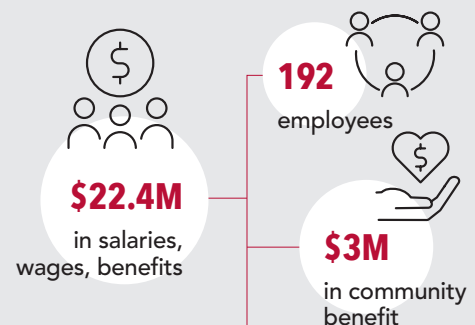 $
192
employees
$
$22.4M
in salaries,
wages, benefits
$3M
in community
benefit